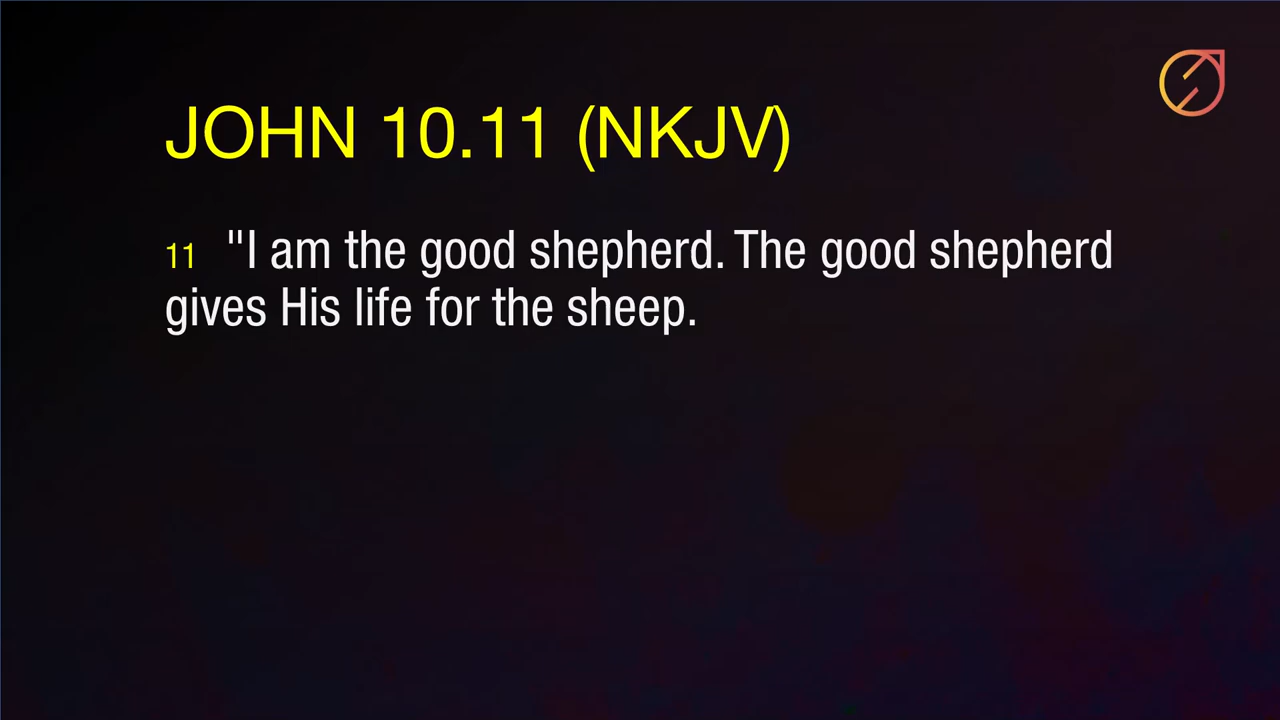 JOHN 10.11 (NKJV)
11 "I am the good shepherd. The good shepherd
gives His life for the sheep.